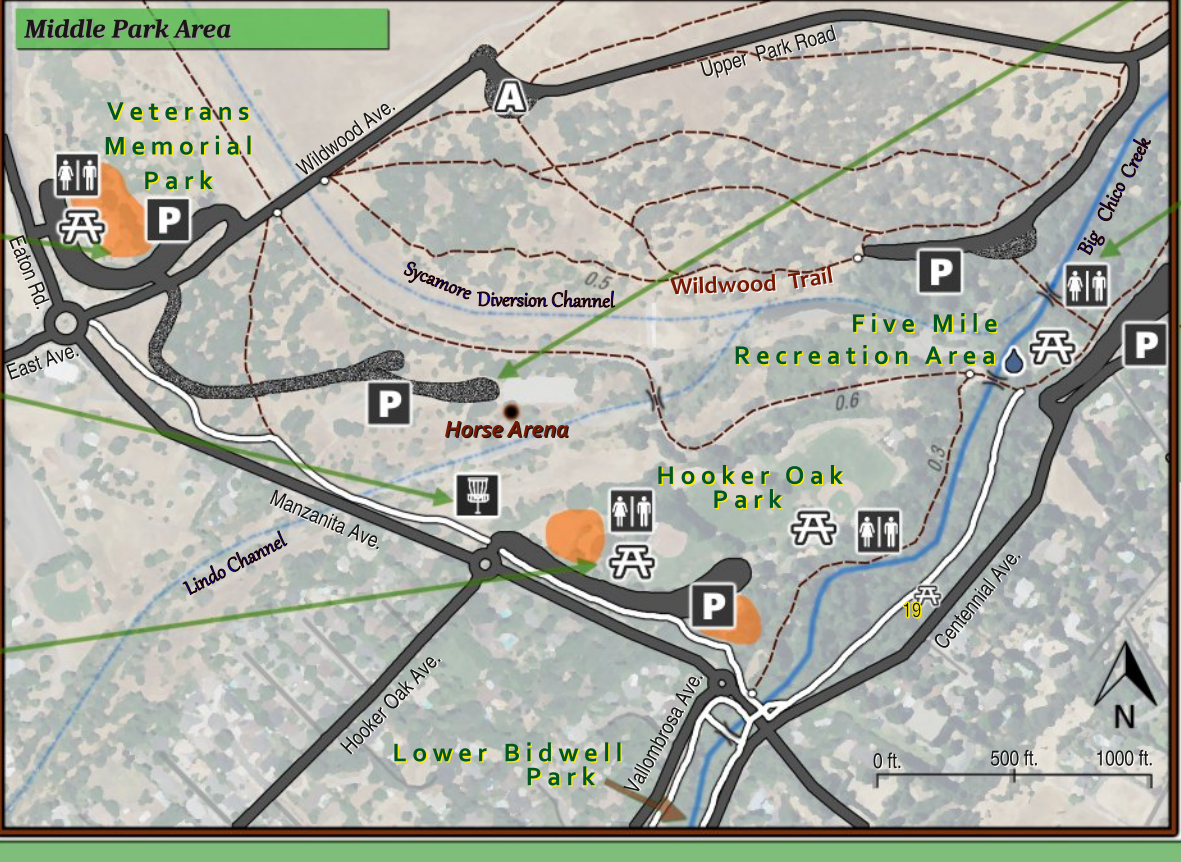 Middle Park Area
Upper Park Road
A
Veterans
Memorial
Park
Wildwood Ave.
P
Big Chico Creek
Eaton Rd.
Sycamore Diversion Channel
0.5
Wildwood Trail
P
Five Mile
Recreation Area
P
East Ave.
P
Horse Arena
0.6
0.3
Hooker Oak
Park
Manzanita Ave.
Lindo Channel
P
19
Centennial Ave.
Hooker Oak Ave.
Vallombrosa Ave.
N
Lower Bidwell
Park
0 ft.
500 ft.
1000 ft.